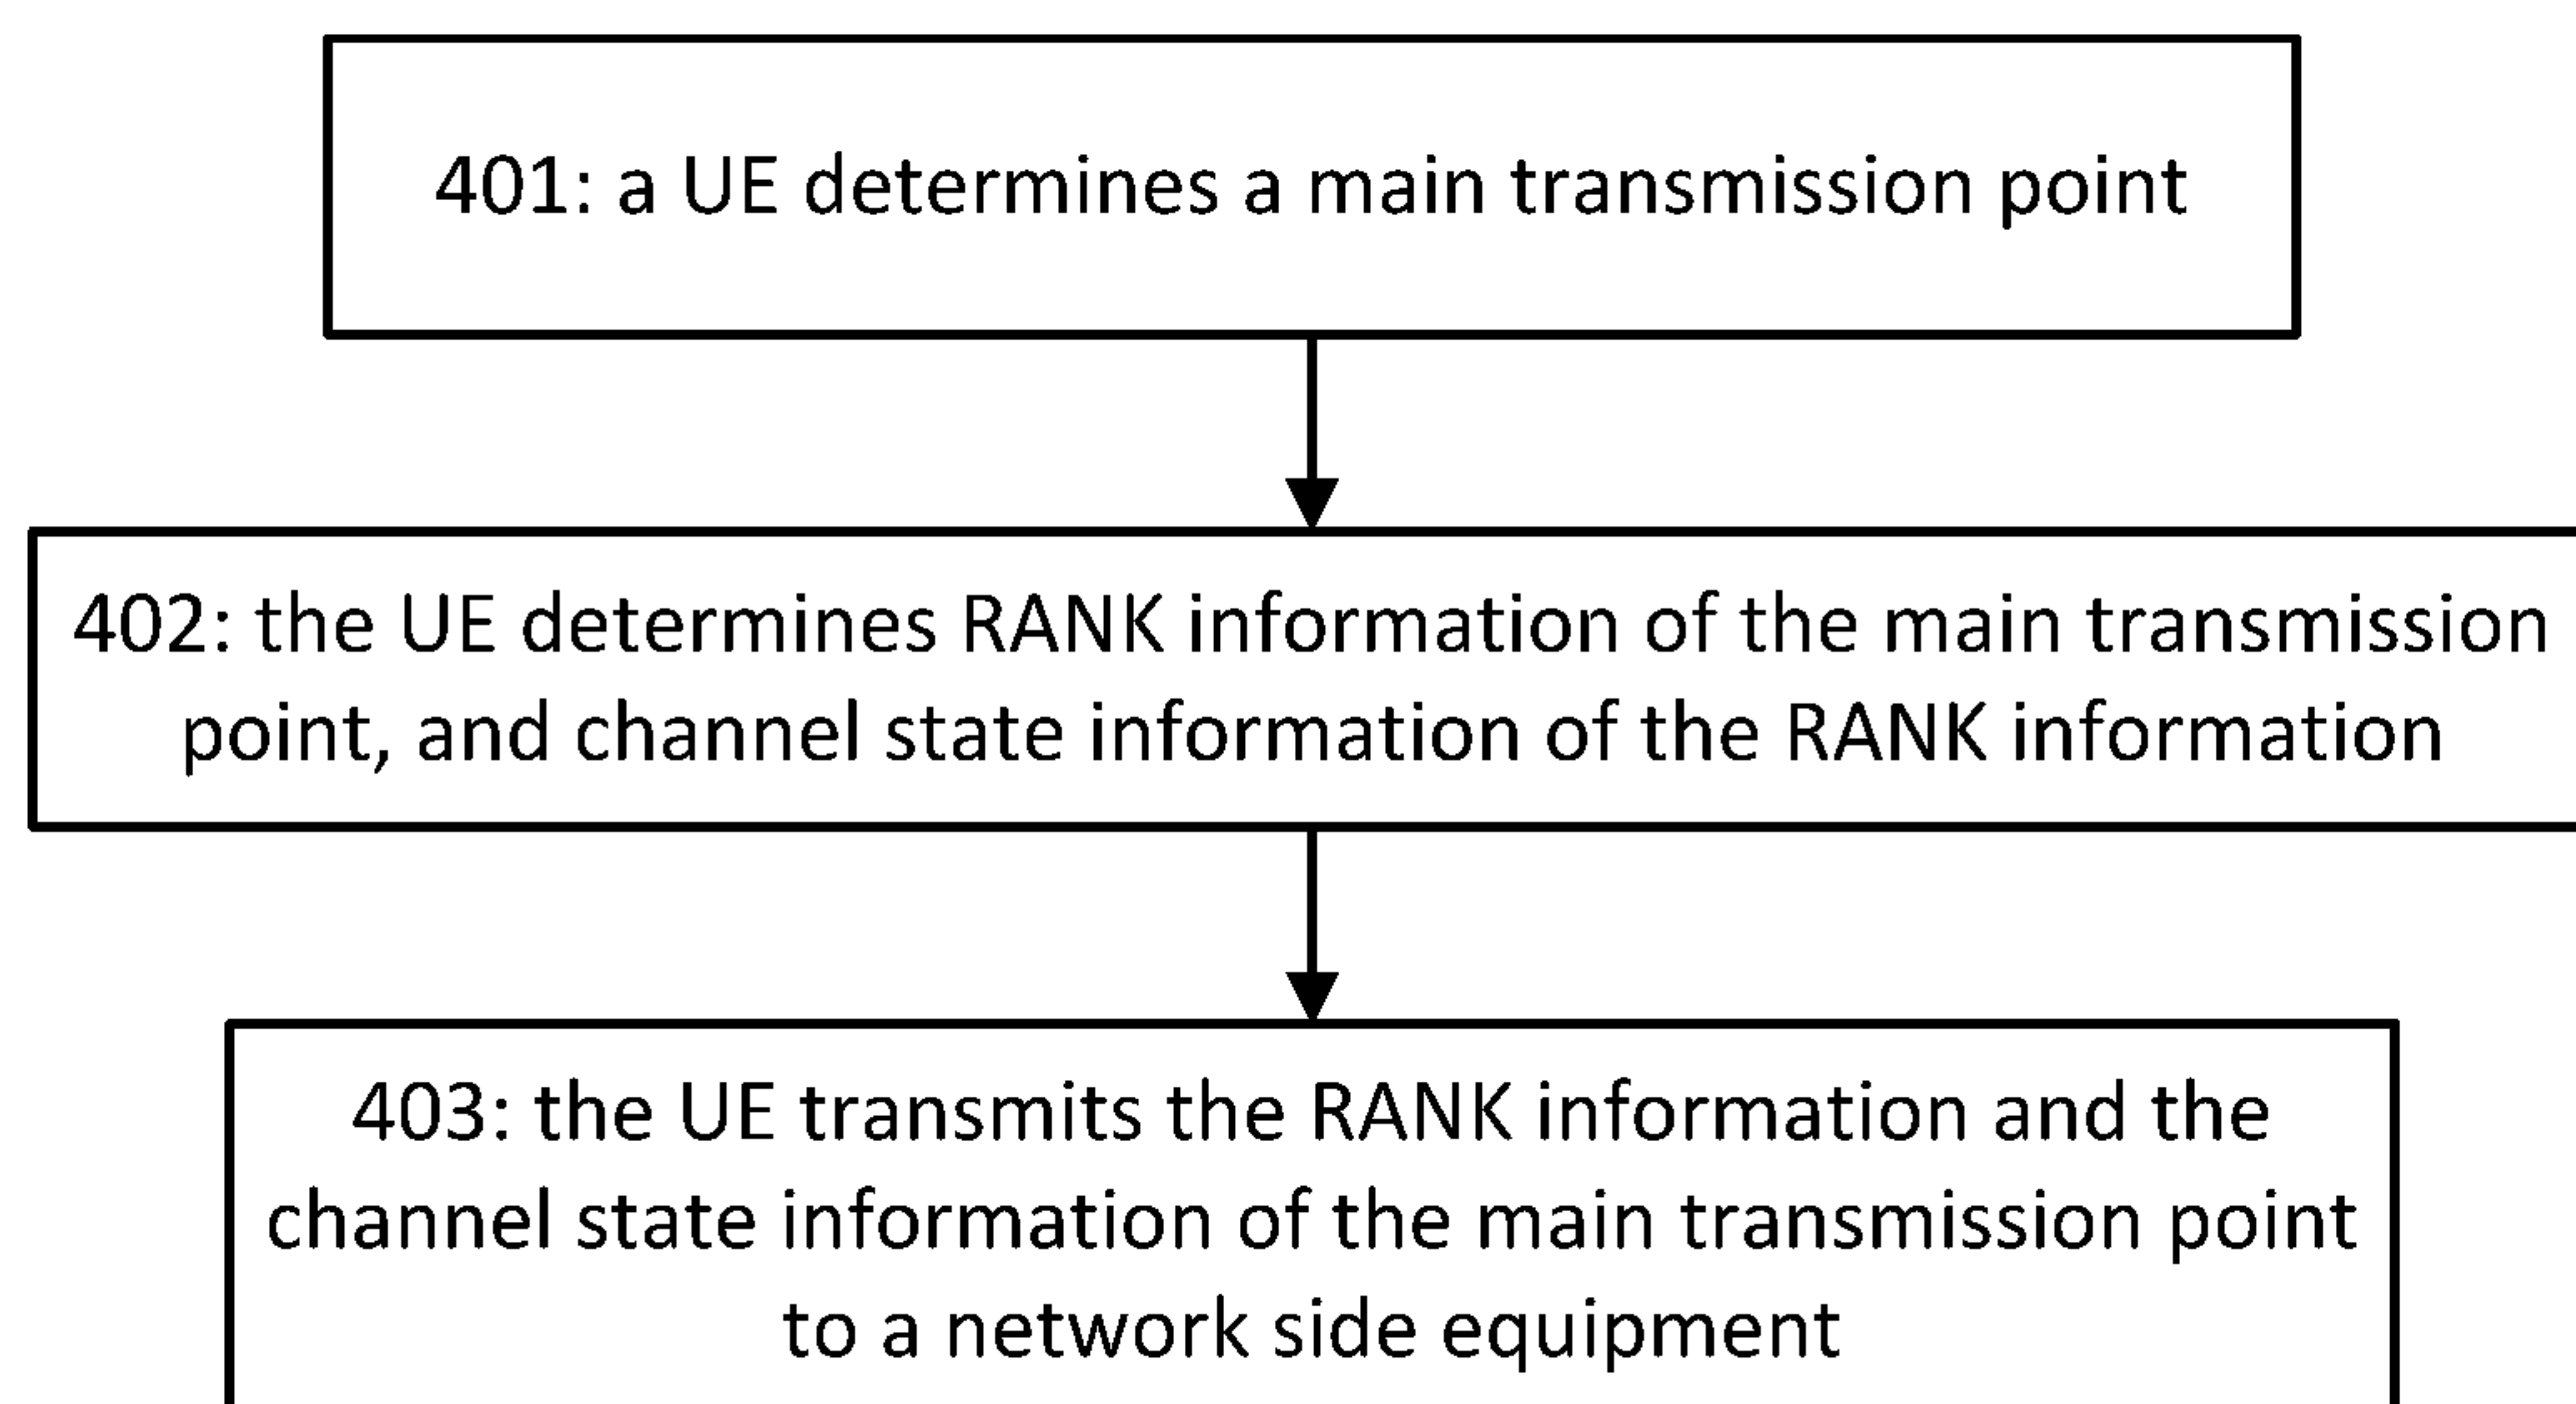 401: a UE determines a main transmission point
402: the UE determines RANK information of the main transmission
point, and channel state information of the RANK information
403: the UE transmits the RANK information and the
channel state information of the main transmission point
to a network side equipment